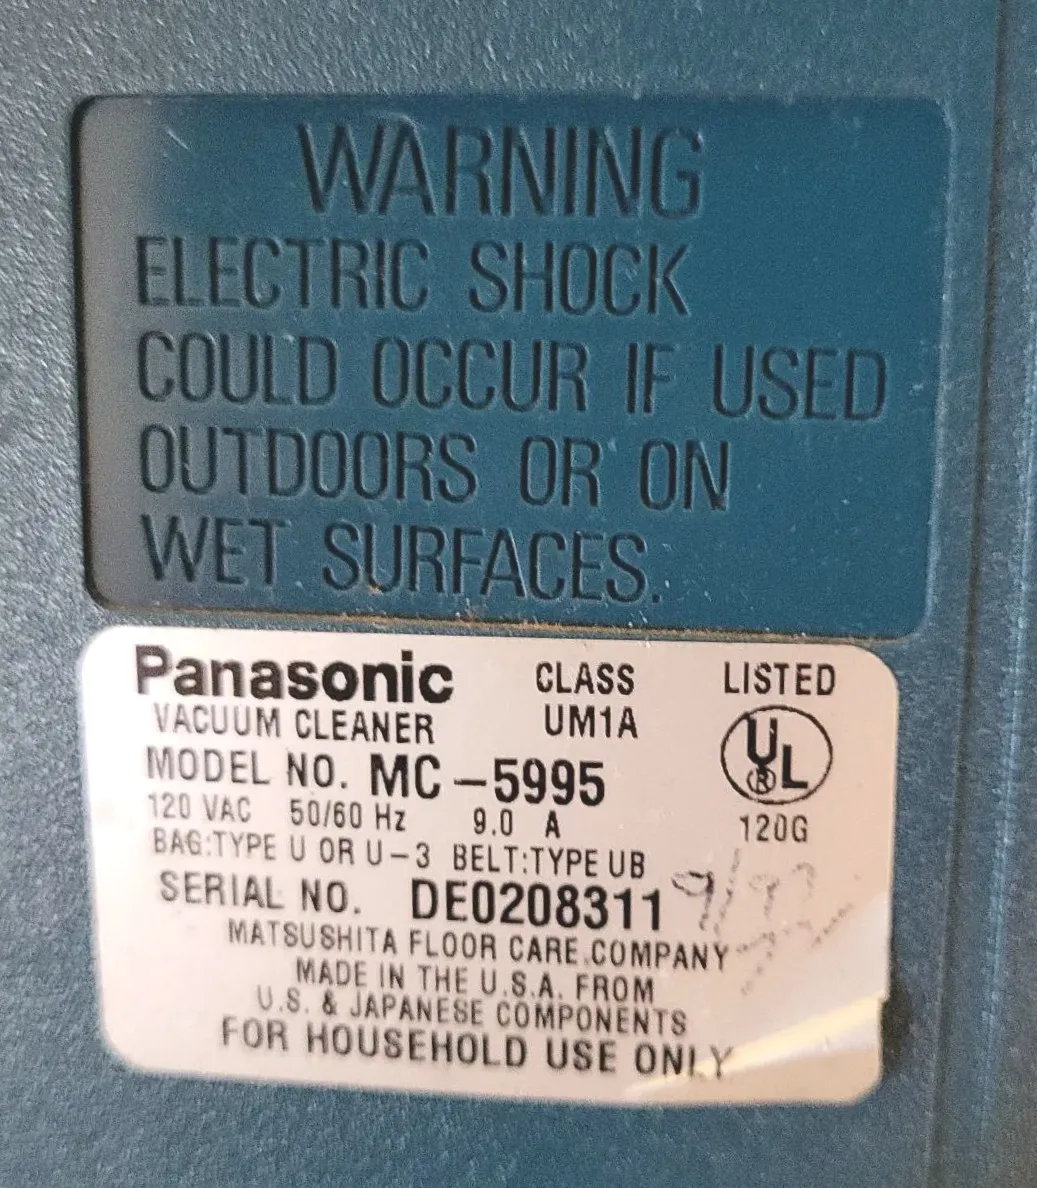 WARNING
ELECTRIC SHOCK
COULD OCCUR IF USED
OUTDOORS OR ON
WET SURFACES.
Panasonic CLASS LISTED
VACUUM CLEANER UM1A
UL
®
MODEL NO. MC-5995
120 VAC 50/60 Hz 9.0 A 120G
BAG:TYPE U OR U-3 BELT:TYPE UB
SERIAL NO. DE0208311
MATSUSHITA FLOOR CARE.COMPANY
MADE IN THE U.S.A. FROM
U.S. & JAPANESE COMPONENTS
FOR HOUSEHOLD USE ONLY